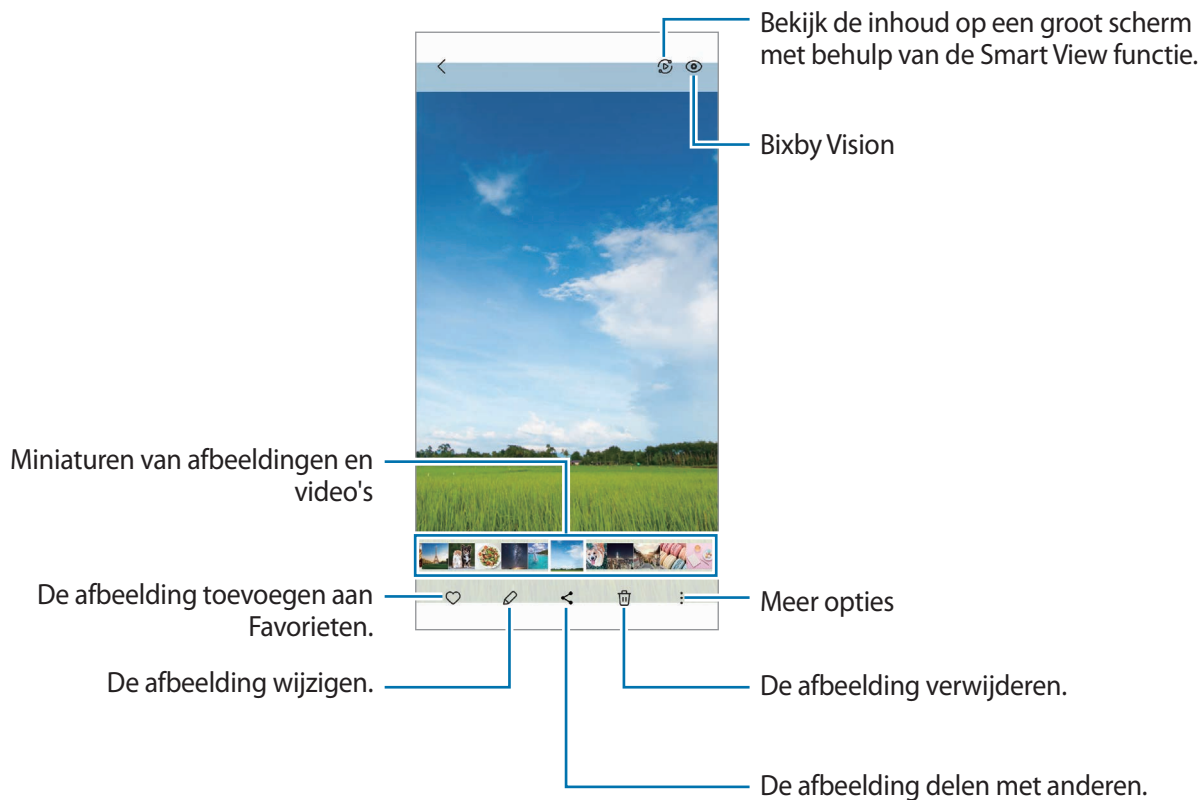 Bekijk de inhoud op een groot scherm
met behulp van de Smart View functie.
Bixby Vision
Miniaturen van afbeeldingen en
video's
De afbeelding toevoegen aan
Favorieten.
Meer opties
De afbeelding wijzigen.
De afbeelding verwijderen.
De afbeelding delen met anderen.